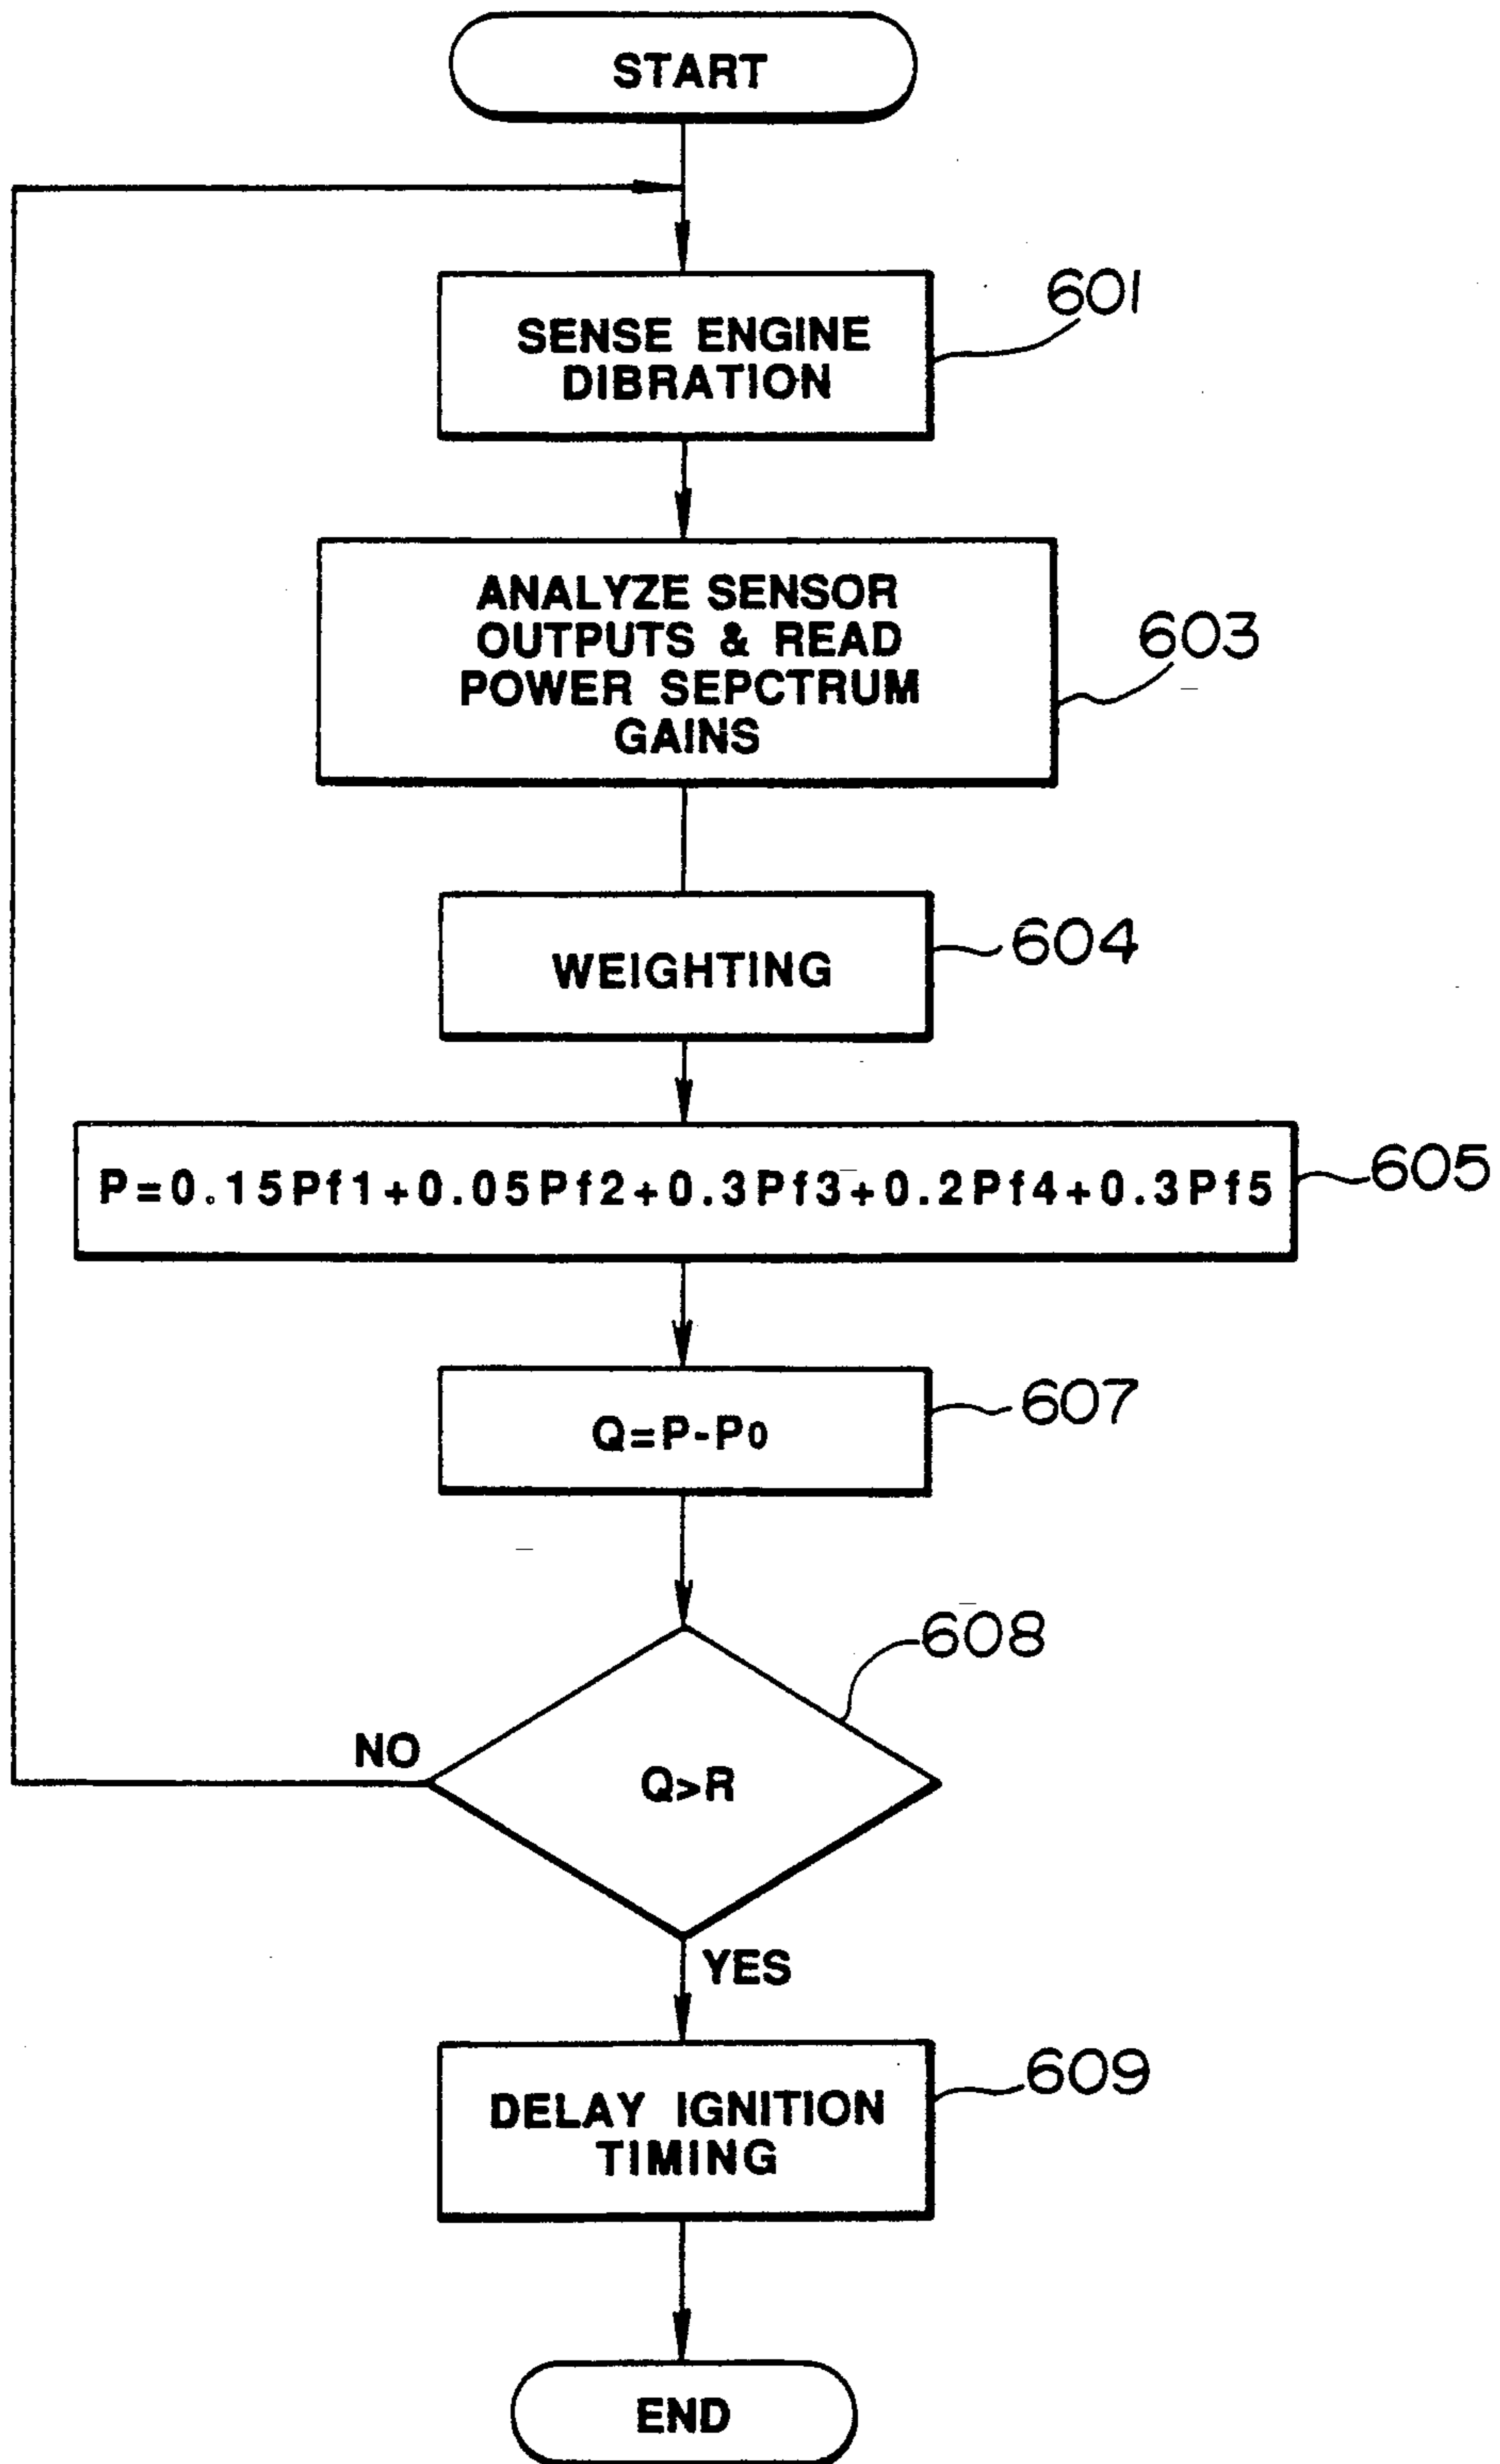 START
SENSE ENGINE
DIBRATION
601
ANALYZE SENSOR
OUTPUTS & READ
POWER SEPCTRUM
GAINS
603
WEIGHTING
604
P=0.15Pf1+0.05Pf2+0.3Pf3+0.2Pf4+0.3Pf5
605
Q=P-P0
607
608
NO
Q>R
YES
DELAY IGNITION
TIMING
609
END